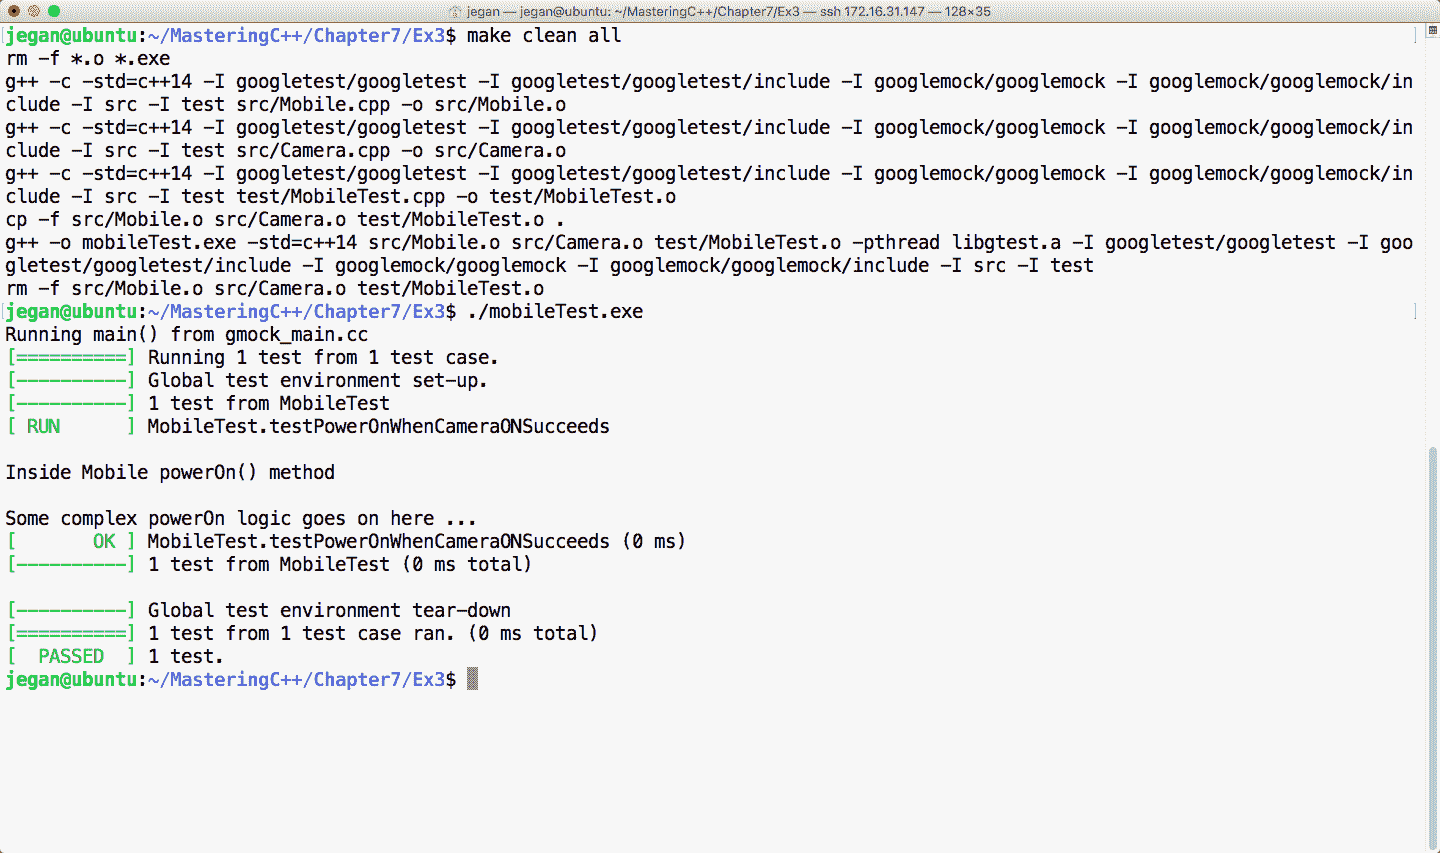 jegan — jegan@ubuntu: ~/MasteringC++/Chapter7/Ex3 — ssh 172.16.31.147 — 128×35
jegan@ubuntu:~/MasteringC++/Chapter7/Ex3$ make clean all
rm -f *.o *.exe
g++ -c -std=c++14 -I googletest/googletest -I googletest/googletest/include -I googlemock/googlemock -I googlemock/googlemock/in
clude -I src -I test src/Mobile.cpp -o src/Mobile.o
g++ -c -std=c++14 -I googletest/googletest -I googletest/googletest/include -I googlemock/googlemock -I googlemock/googlemock/in
clude -I src -I test src/Camera.cpp -o src/Camera.o
g++ -c -std=c++14 -I googletest/googletest -I googletest/googletest/include -I googlemock/googlemock -I googlemock/googlemock/in
clude -I src -I test test/MobileTest.cpp -o test/MobileTest.o
cp -f src/Mobile.o src/Camera.o test/MobileTest.o .
g++ -o mobileTest.exe -std=c++14 src/Mobile.o src/Camera.o test/MobileTest.o -pthread libgtest.a -I googletest/googletest -I goo
gletest/googletest/include -I googlemock/googlemock -I googlemock/googlemock/include -I src -I test
rm -f src/Mobile.o src/Camera.o test/MobileTest.o
jegan@ubuntu:~/MasteringC++/Chapter7/Ex3$ ./mobileTest.exe
Running main() from gmock_main.cc
[==========] Running 1 test from 1 test case.
[----------] Global test environment set-up.
[----------] 1 test from MobileTest
[ RUN      ] MobileTest.testPowerOnWhenCameraONSucceeds
Inside Mobile powerOn() method
Some complex powerOn logic goes on here ...
[       OK ] MobileTest.testPowerOnWhenCameraONSucceeds (0 ms)
[----------] 1 test from MobileTest (0 ms total)
[----------] Global test environment tear-down
[==========] 1 test from 1 test case ran. (0 ms total)
[  PASSED  ] 1 test.
jegan@ubuntu:~/MasteringC++/Chapter7/Ex3$